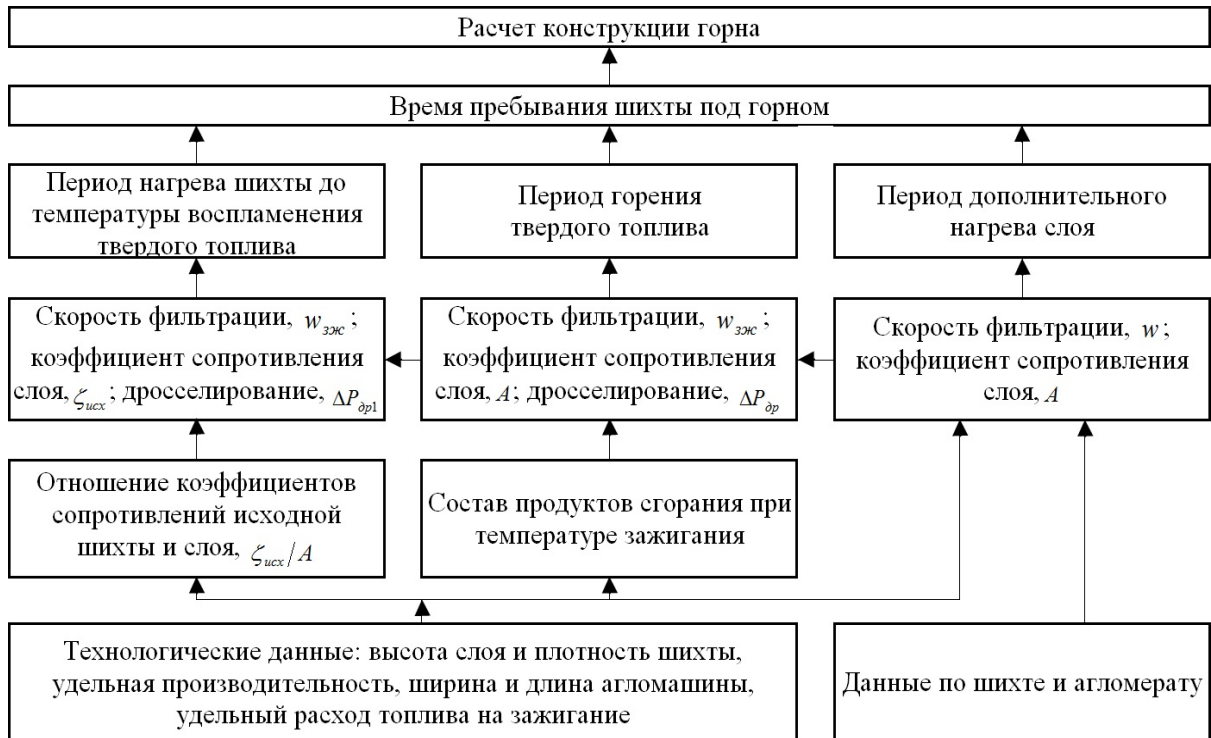 Расчет конструкции горна
Время пребывания шихты под горном
Период нагрева шихты до
температуры воспламенения
твердого топлива
Период горения
твердого топлива
Период дополнительного
нагрева слоя
Скорость фильтрации, w_зж;
коэффициент сопротивления
слоя, ζ_исх; дросселирование, ΔP_др1
Скорость фильтрации, w_зж;
коэффициент сопротивления
слоя, A; дросселирование, ΔP_др
Скорость фильтрации, w;
коэффициент сопротивления
слоя, A
Отношение коэффициентов
сопротивлений исходной
шихты и слоя, ζ_исх/A
Состав продуктов сгорания при
температуре зажигания
Технологические данные: высота слоя и плотность шихты,
удельная производительность, ширина и длина агломашины,
удельный расход топлива на зажигание
Данные по шихте и агломерату